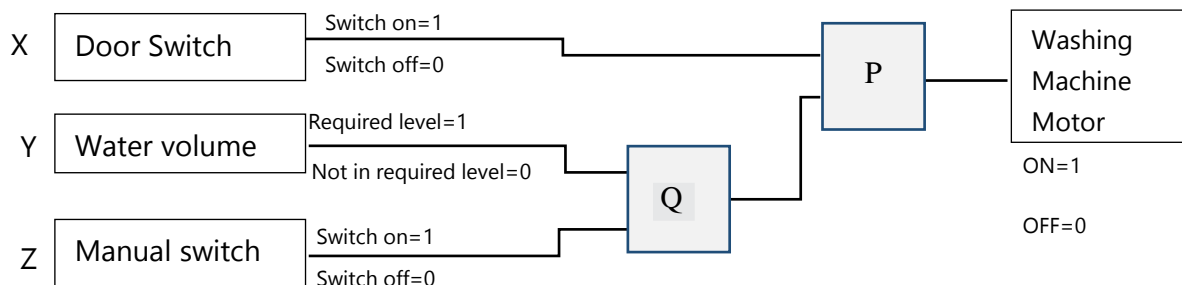 X
Door Switch
Switch on=1
Switch off=0
P
Washing
Machine
Motor
ON=1
OFF=0
Y
Water volume
Required level=1
Not in required level=0
Q
Z
Manual switch
Switch on=1
Switch off=0